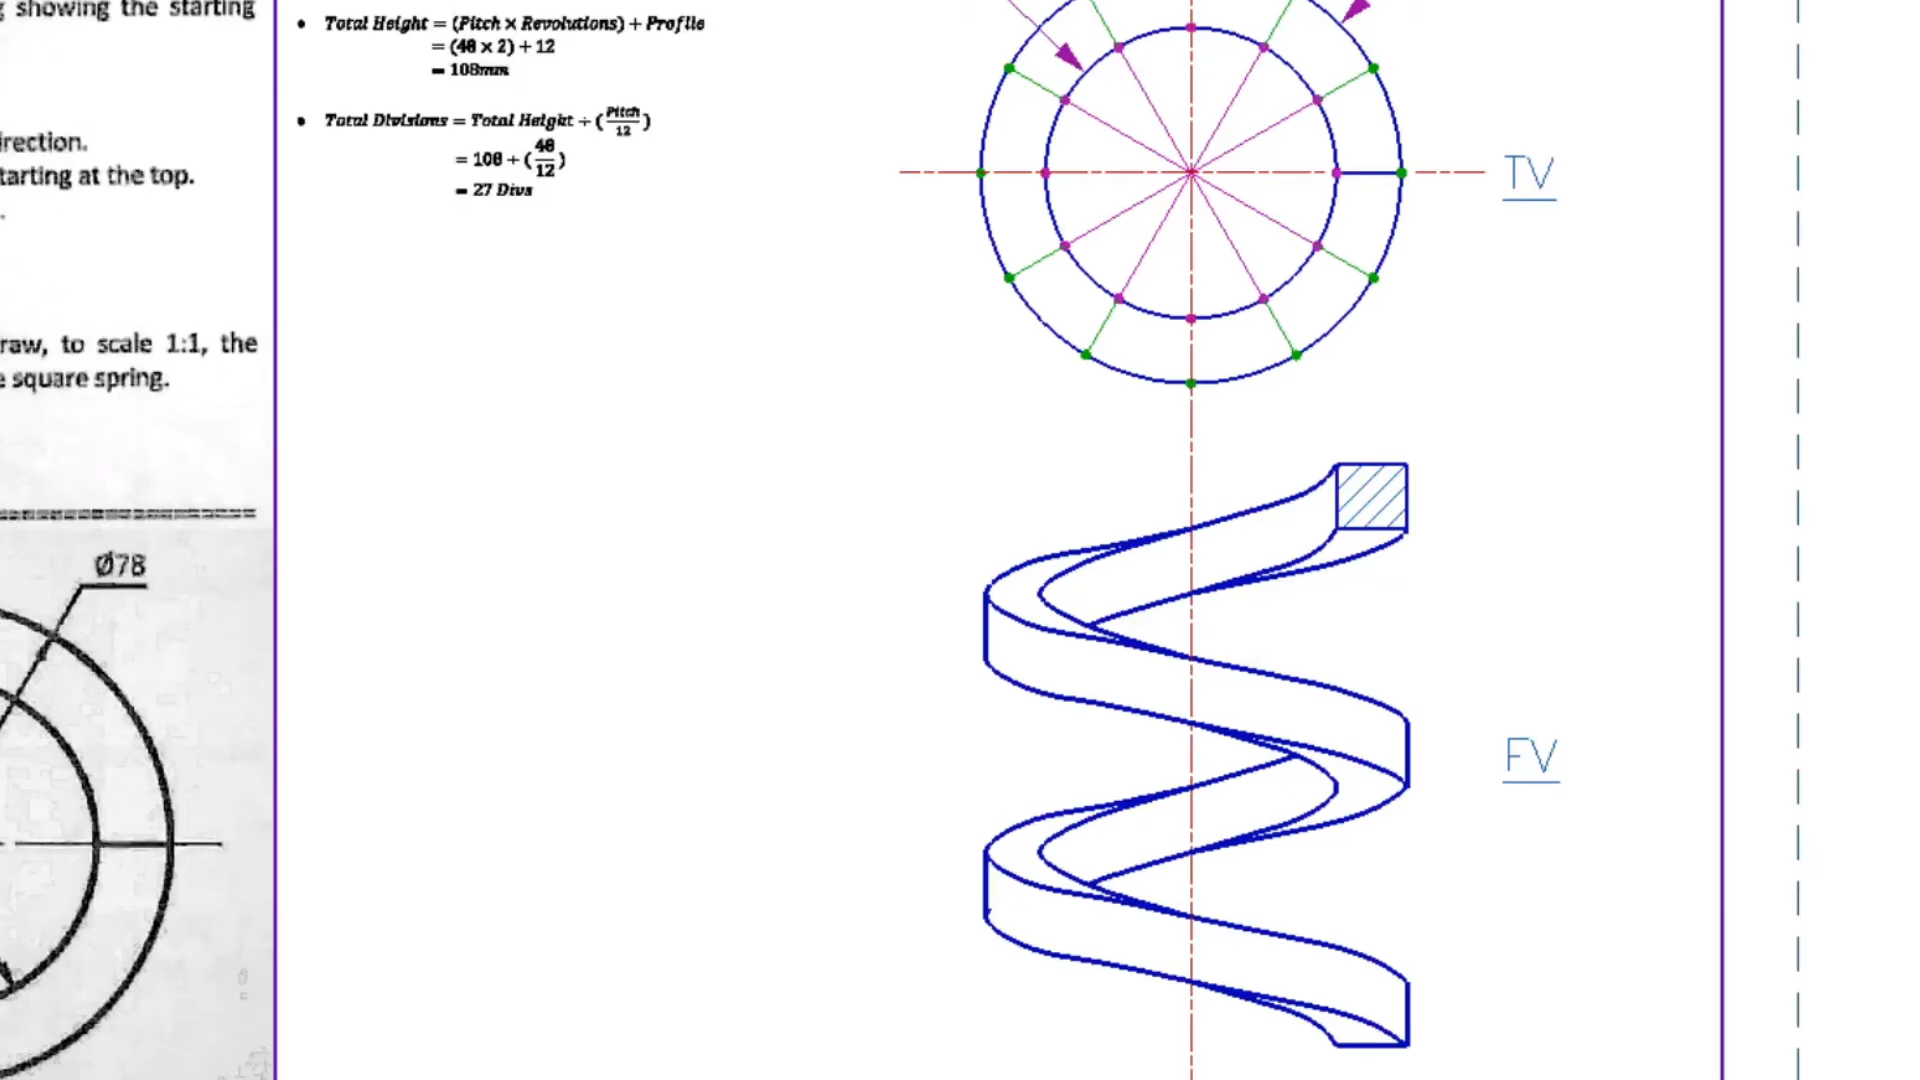 showing the starting
rection.
tarting at the top.
raw, to scale 1:1, the
e square spring.
Ø78
• Total Height = (Pitch × Revolutions) + Profile
= (48 × 2) + 12
= 108mm
• Total Divisions = Total Height ÷ (Pitch/12)
= 108 ÷ (48/12)
= 27 Divs
TV
FV